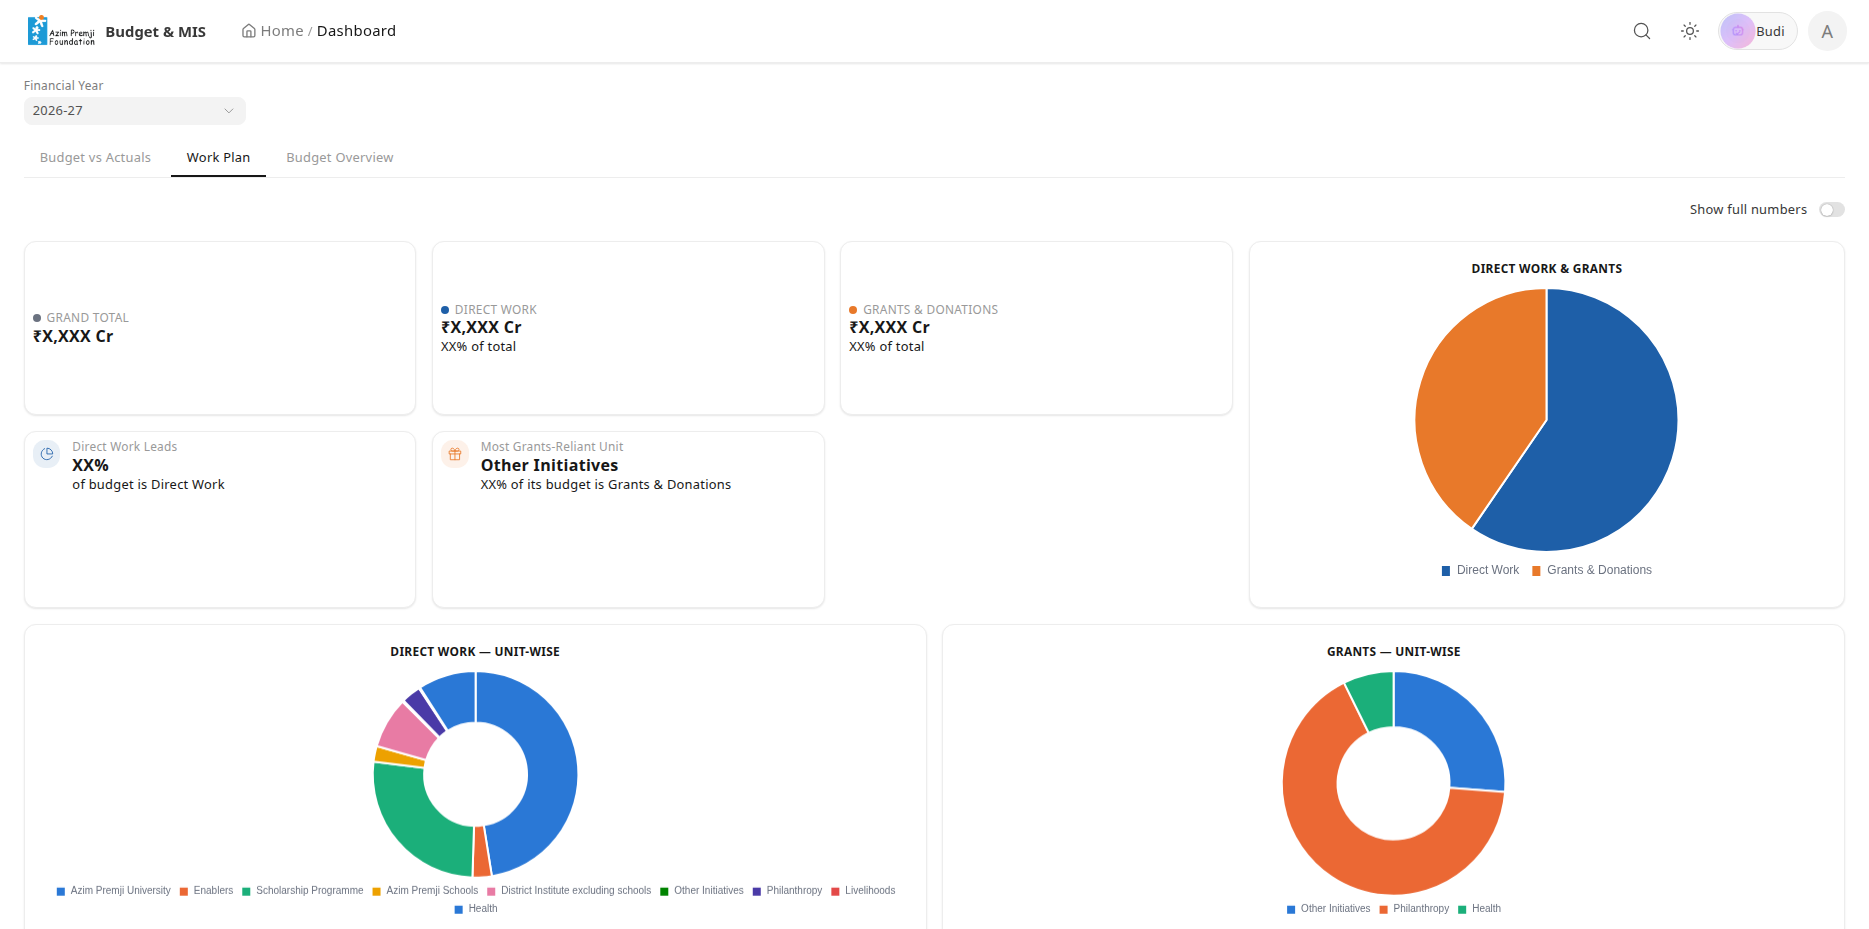 Azim Premji
Foundation
Budget & MIS
Home / Dashboard
Budi
A
Financial Year
2026-27
Budget vs Actuals
Work Plan
Budget Overview
Show full numbers
GRAND TOTAL
₹X,XXX Cr
DIRECT WORK
₹X,XXX Cr
XX% of total
GRANTS & DONATIONS
₹X,XXX Cr
XX% of total
DIRECT WORK & GRANTS
Direct Work
Grants & Donations
Direct Work Leads
XX%
of budget is Direct Work
Most Grants-Reliant Unit
Other Initiatives
XX% of its budget is Grants & Donations
DIRECT WORK — UNIT-WISE
Azim Premji University Enablers Scholarship Programme Azim Premji Schools District Institute excluding schools Other Initiatives Philanthropy Livelihoods
Health
GRANTS — UNIT-WISE
Other Initiatives Philanthropy Health